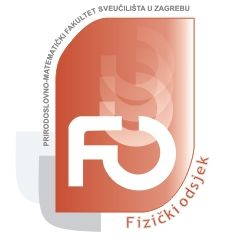 PRIRODOSLOVNO-MATEMATIČKI FAKULTET SVEUČILIŠTA U ZAGREBU
FO
Fizički odsjek